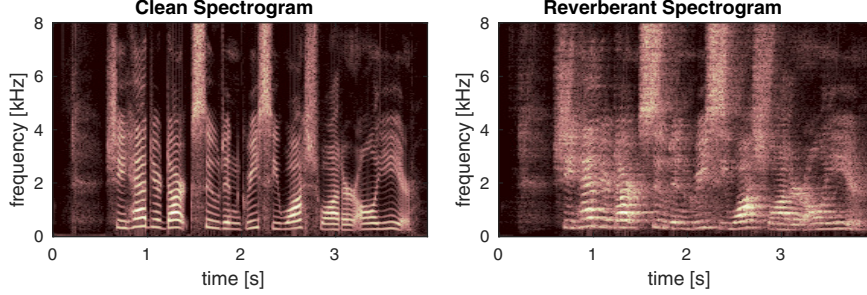 Clean Spectrogram
8
6
4
2
0
frequency [kHz]
0 1 2 3
time [s]
Reverberant Spectrogram
8
6
4
2
0
frequency [kHz]
0 1 2 3
time [s]